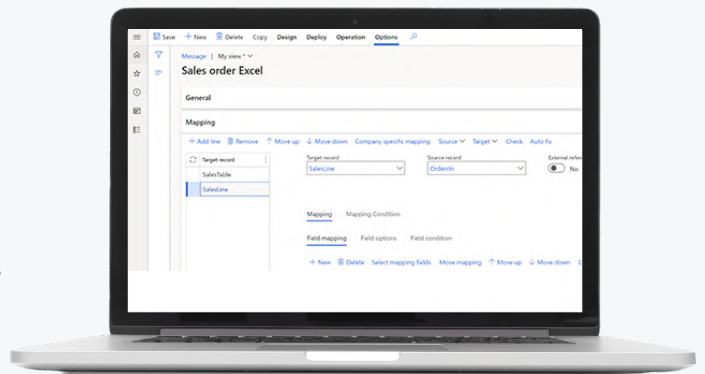 Save New Delete Copy Design Deploy Operation Options
Message | My view *
Sales order Excel
General
Mapping
Add line Remove Move up Move down Company specific mapping Source Target Check Auto fix
Target record
SalesTable
SalesLine
Target record Source record External refer
SalesLine OrdersIn No
Mapping Mapping Condition
Field mapping Field options Field condition
New Delete Select mapping fields Move mapping Move up Move down